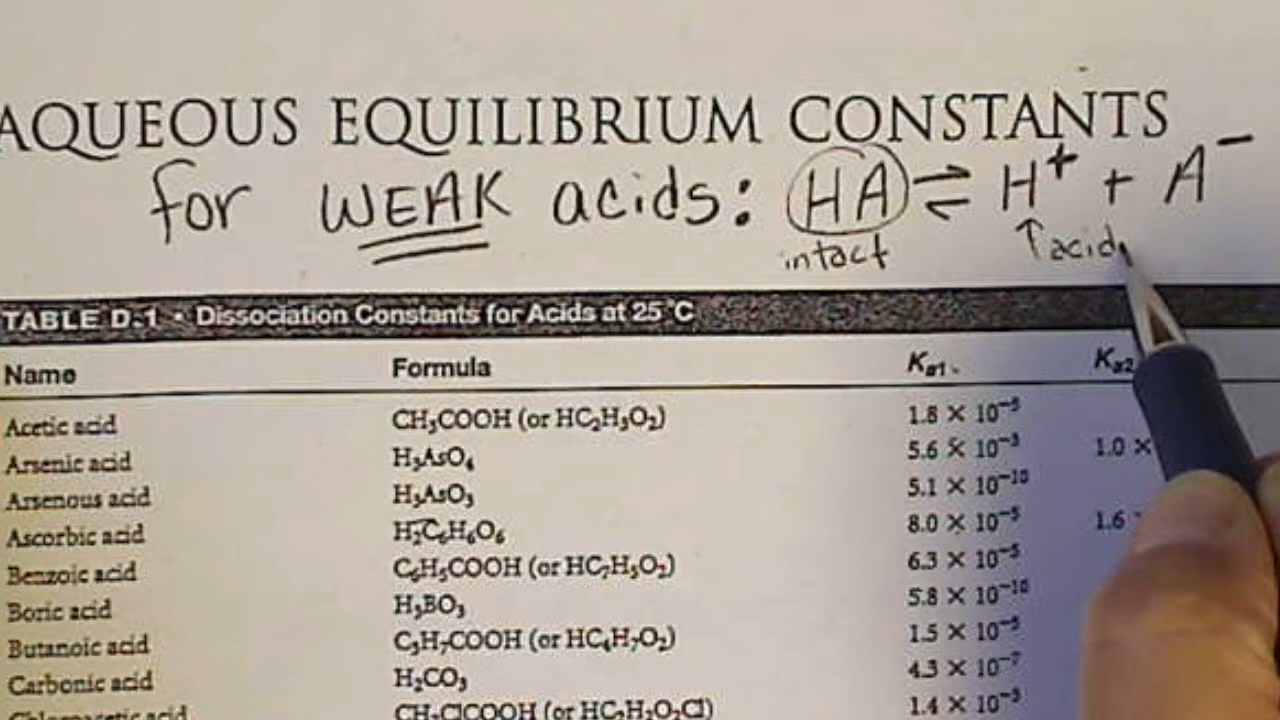 AQUEOUS EQUILIBRIUM CONSTANTS
for WEAK acids: HA ⇌ H⁺ + A⁻
intact ↑acid
TABLE D.1 • Dissociation Constants for Acids at 25 °C
Name Formula Kₐ₁ Kₐ₂
Acetic acid CH₃COOH (or HC₂H₃O₂) 1.8 × 10⁻⁵
Arsenic acid H₃AsO₄ 5.6 × 10⁻³ 1.0 ×
Arsenous acid H₃AsO₃ 5.1 × 10⁻¹⁰
Ascorbic acid H₂C₆H₆O₆ 8.0 × 10⁻⁵ 1.6
Benzoic acid C₆H₅COOH (or HC₇H₅O₂) 6.3 × 10⁻⁵
Boric acid H₃BO₃ 5.8 × 10⁻¹⁰
Butanoic acid C₃H₇COOH (or HC₄H₇O₂) 1.5 × 10⁻⁵
Carbonic acid H₂CO₃ 4.3 × 10⁻⁷
Chloroacetic acid CH₂ClCOOH (or HC₂H₂O₂Cl) 1.4 × 10⁻³